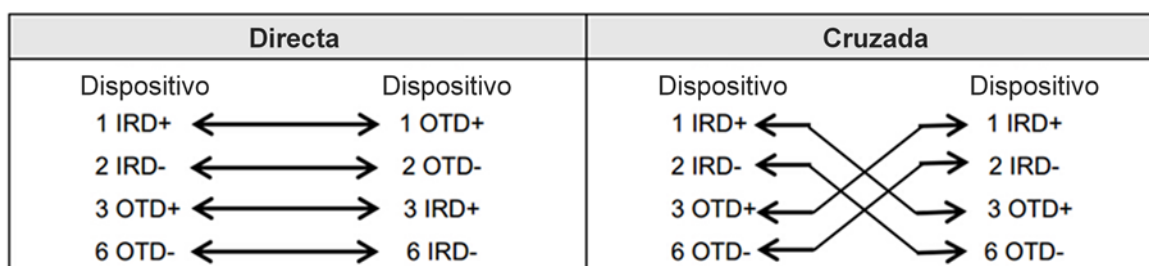 Directa Cruzada
Dispositivo Dispositivo Dispositivo Dispositivo
1 IRD+ 1 OTD+ 1 IRD+ 1 IRD+
2 IRD- 2 OTD- 2 IRD- 2 IRD-
3 OTD+ 3 IRD+ 3 OTD+ 3 OTD+
6 OTD- 6 IRD- 6 OTD- 6 OTD-